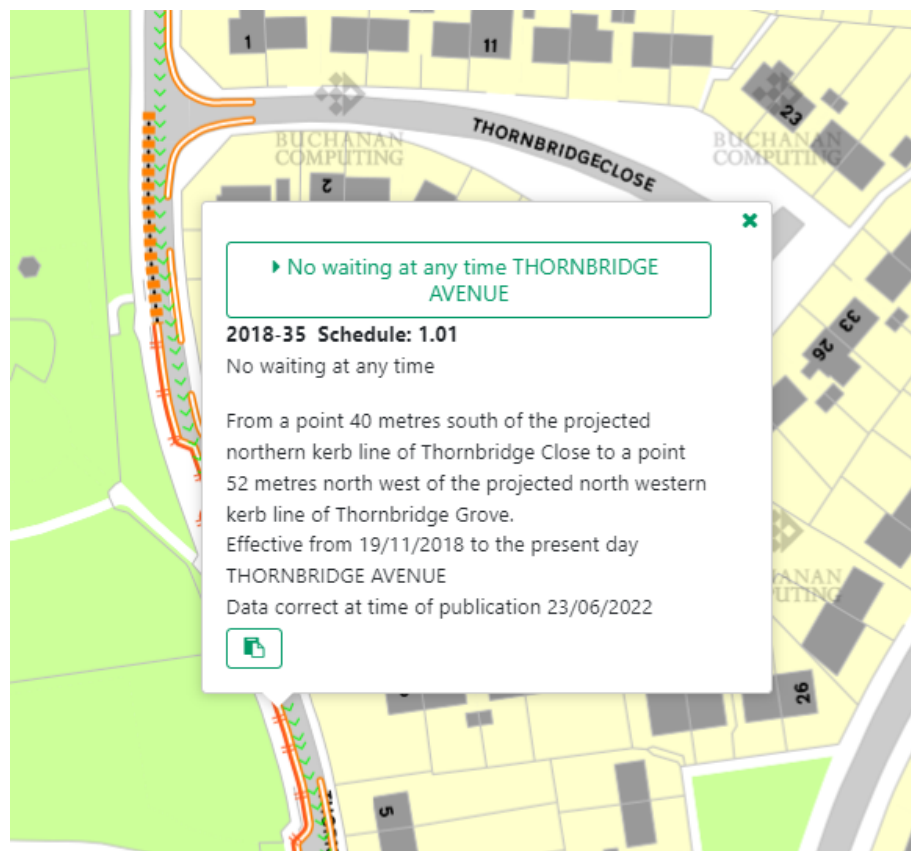 1
11
23
THORNBRIDGECLOSE
BUCHANAN
COMPUTING
BUCHANAN
COMPUTING
2
No waiting at any time THORNBRIDGE
AVENUE
2018-35 Schedule: 1.01
No waiting at any time
From a point 40 metres south of the projected
northern kerb line of Thornbridge Close to a point
52 metres north west of the projected north western
kerb line of Thornbridge Grove.
Effective from 19/11/2018 to the present day
THORNBRIDGE AVENUE
Data correct at time of publication 23/06/2022
33
26
26
5